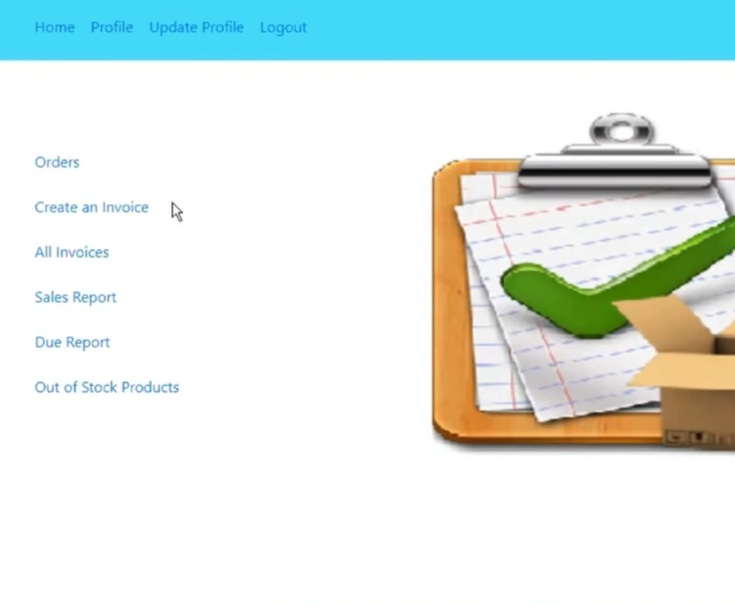 Home Profile Update Profile Logout
Orders
Create an Invoice
All Invoices
Sales Report
Due Report
Out of Stock Products